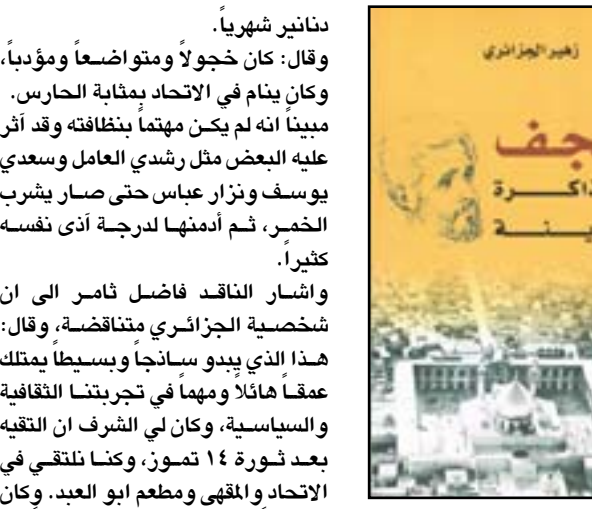 دنانير شهرياً.
وقال: كان خجولاً ومتواضعاً ومؤدباً،
وكان ينام في الاتحاد بمثابة الحارس.
مبيناً انه لم يكن مهتماً بنظافته وقد آثر
عليه البعض مثل رشدي العامل وسعدي
يوسف ونزار عباس حتى صار يشرب
الخمر، ثم أدمنها لدرجة آذى نفسه
كثيراً.
واشار الناقد فاضل ثامر الى ان
شخصية الجزائري متناقضة، وقال:
هذا الذي يبدو ساذجاً وبسيطاً يمتلك
عمقاً هائلاً ومهماً في تجربتنا الثقافية
والسياسية، وكان لي الشرف ان التقيه
بعد ثورة ١٤ تموز، وكنا نلتقي في
الاتحاد والمقهى ومطعم ابو العبد. وكان
زهير الجزائري
جف
ذاكرة
ينة